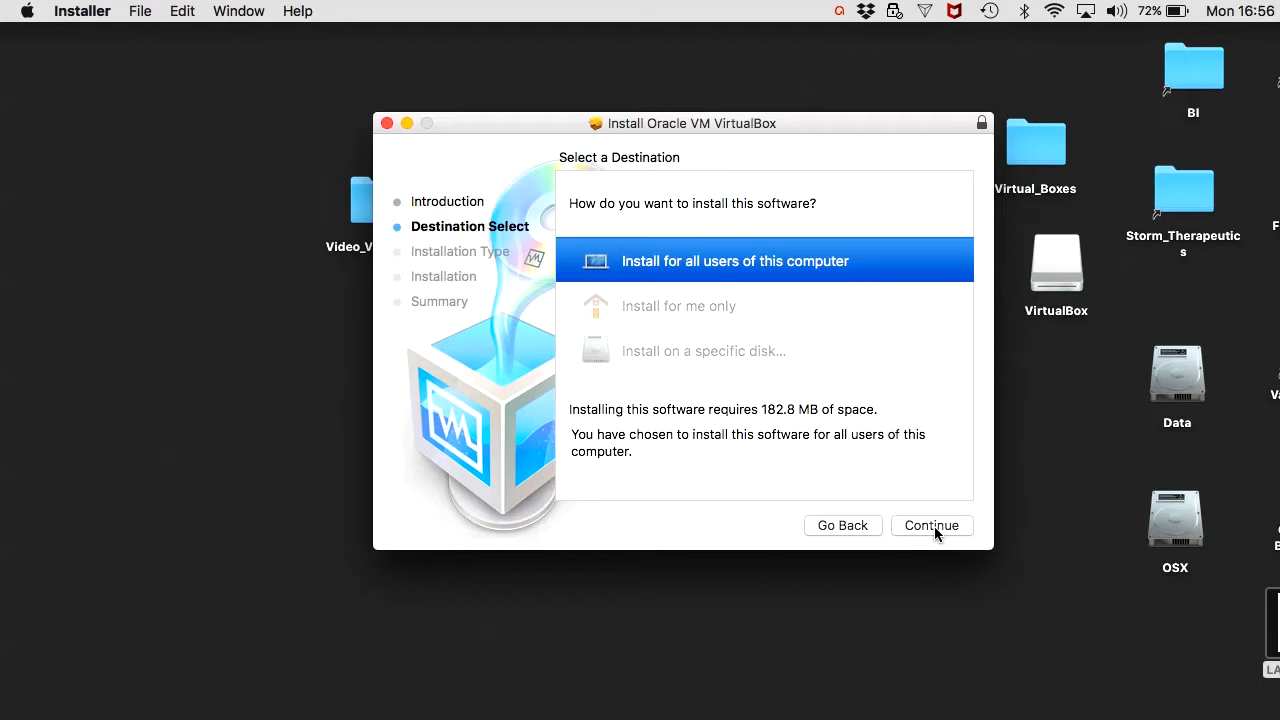 Installer File Edit Window Help 72% Mon 16:56
Install Oracle VM VirtualBox
Select a Destination
Introduction
Destination Select
Installation Type
Installation
Summary
How do you want to install this software?
Install for all users of this computer
Install for me only
Install on a specific disk...
Installing this software requires 182.8 MB of space.
You have chosen to install this software for all users of this
computer.
Go Back Continue
Video_V
BI
Virtual_Boxes
Storm_Therapeutic
s
VirtualBox
Data
OSX